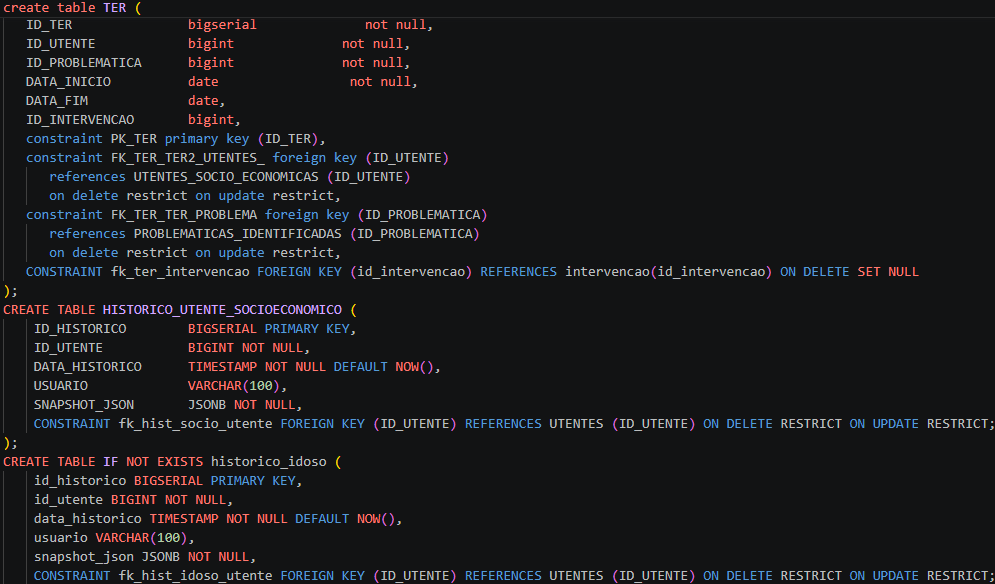 create table TER (
ID_TER bigserial not null,
ID_UTENTE bigint not null,
ID_PROBLEMATICA bigint not null,
DATA_INICIO date not null,
DATA_FIM date,
ID_INTERVENCAO bigint,
constraint PK_TER primary key (ID_TER),
constraint FK_TER_TER2_UTENTES_ foreign key (ID_UTENTE)
references UTENTES_SOCIO_ECONOMICAS (ID_UTENTE)
on delete restrict on update restrict,
constraint FK_TER_TER_PROBLEMA foreign key (ID_PROBLEMATICA)
references PROBLEMATICAS_IDENTIFICADAS (ID_PROBLEMATICA)
on delete restrict on update restrict,
CONSTRAINT fk_ter_intervencao FOREIGN KEY (id_intervencao) REFERENCES intervencao(id_intervencao) ON DELETE SET NULL
);
CREATE TABLE HISTORICO_UTENTE_SOCIOECONOMICO (
ID_HISTORICO BIGSERIAL PRIMARY KEY,
ID_UTENTE BIGINT NOT NULL,
DATA_HISTORICO TIMESTAMP NOT NULL DEFAULT NOW(),
USUARIO VARCHAR(100),
SNAPSHOT_JSON JSONB NOT NULL,
CONSTRAINT fk_hist_socio_utente FOREIGN KEY (ID_UTENTE) REFERENCES UTENTES (ID_UTENTE) ON DELETE RESTRICT ON UPDATE RESTRICT;
);
CREATE TABLE IF NOT EXISTS historico_idoso (
id_historico BIGSERIAL PRIMARY KEY,
id_utente BIGINT NOT NULL,
data_historico TIMESTAMP NOT NULL DEFAULT NOW(),
usuario VARCHAR(100),
snapshot_json JSONB NOT NULL,
CONSTRAINT fk_hist_idoso_utente FOREIGN KEY (ID_UTENTE) REFERENCES UTENTES (ID_UTENTE) ON DELETE RESTRICT ON UPDATE RESTRICT;